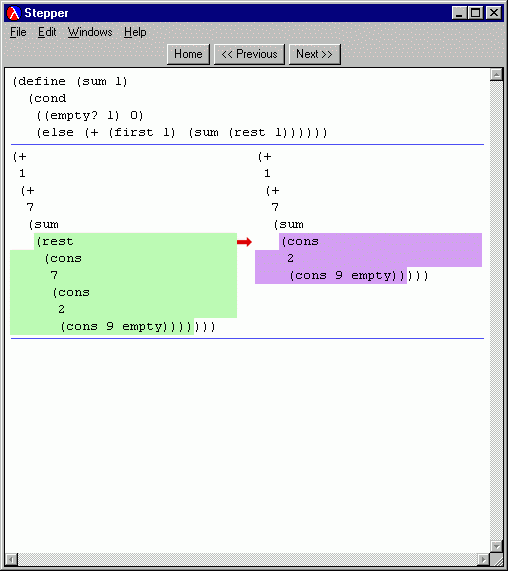 Stepper
File Edit Windows Help
Home << Previous Next >>
(define (sum l)
(cond
((empty? l) 0)
(else (+ (first l) (sum (rest l))))))
(+
1
(+
7
(sum
(rest
(cons
7
(cons
2
(cons 9 empty)))))))
(+
1
(+
7
(sum
(cons
2
(cons 9 empty)))))